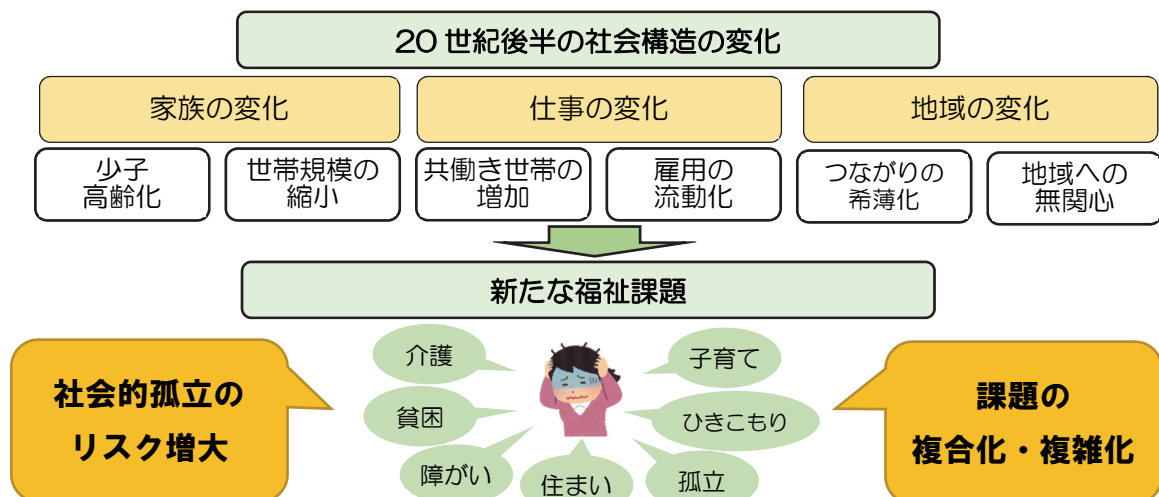 20世紀後半の社会構造の変化
家族の変化
仕事の変化
地域の変化
少子
高齢化
世帯規模の
縮小
共働き世帯の
増加
雇用の
流動化
つながりの
希薄化
地域への
無関心
新たな福祉課題
社会的孤立の
リスク増大
介護
貧困
障がい
住まい
子育て
ひきこもり
孤立
課題の
複合化・複雑化